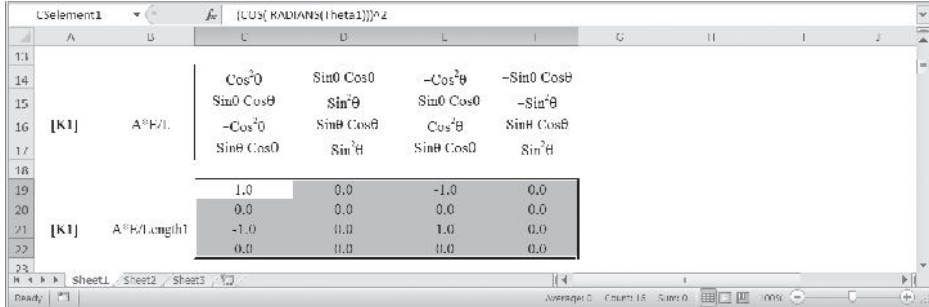 CSelement1 fx (COS( RADIANS(Theta1)))^2
A B C D E F G H I J
13
14 Cos²θ Sinθ Cosθ -Cos²θ -Sinθ Cosθ
15 Sinθ Cosθ Sin²θ Sinθ Cosθ -Sin²θ
16 [K1] A*E/L -Cos²θ Sinθ Cosθ Cos²θ Sinθ Cosθ
17 Sinθ Cosθ Sin²θ Sinθ Cosθ Sin²θ
18
19 1.0 0.0 -1.0 0.0
20 0.0 0.0 0.0 0.0
21 [K1] A*E/Length1 -1.0 0.0 1.0 0.0
22 0.0 0.0 0.0 0.0
23
Sheet1 Sheet2 Sheet3
Ready Average: 0 Count: 16 Sum: 0 100%